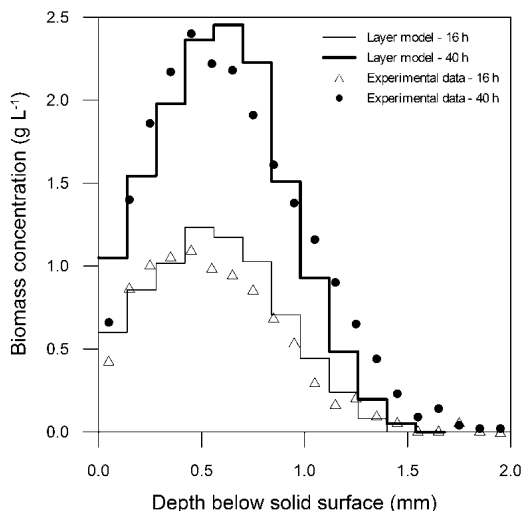 2.5
Layer model - 16 h
Layer model - 40 h
Experimental data - 16 h
Experimental data - 40 h
2.0
1.5
1.0
0.5
0.0
Biomass concentration (g L-1)
0.0 0.5 1.0 1.5 2.0
Depth below solid surface (mm)